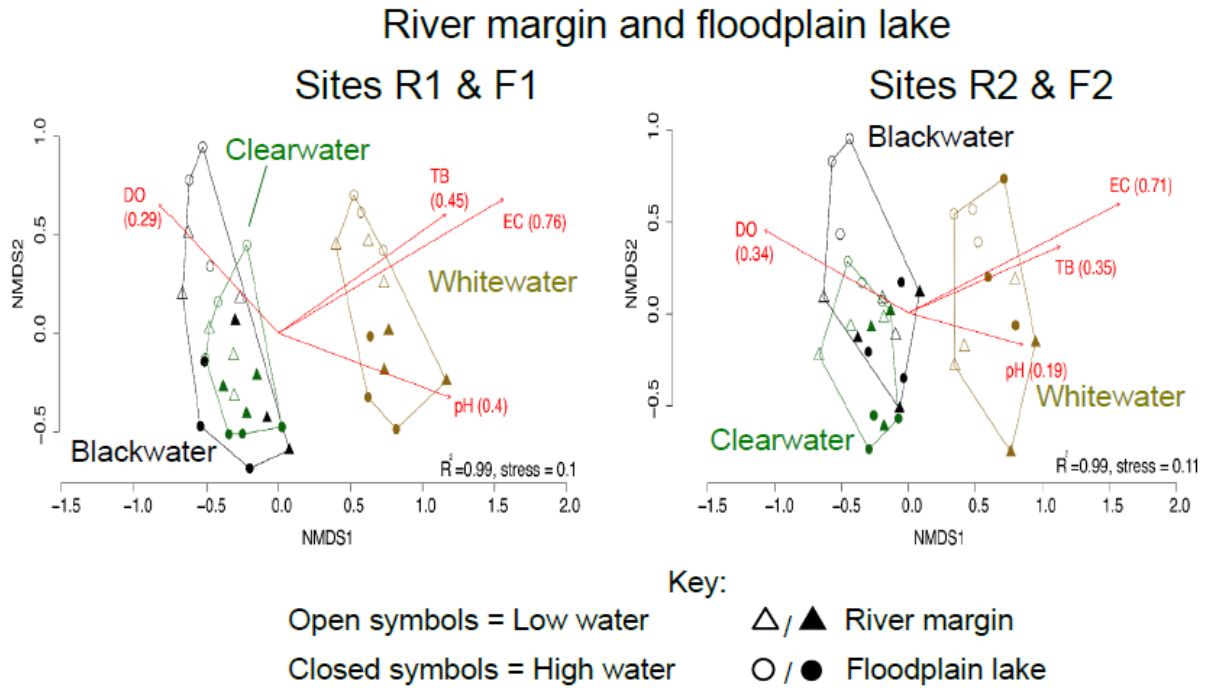 River margin and floodplain lake
Sites R1 & F1
Sites R2 & F2
1.0
0.5
0.0
−0.5
NMDS2
Clearwater
DO
(0.29)
TB
(0.45)
EC (0.76)
Whitewater
pH (0.4)
Blackwater
R²=0.99, stress = 0.1
−1.5 −1.0 −0.5 0.0 0.5 1.0 1.5 2.0
NMDS1
1.0
0.5
0.0
−0.5
NMDS2
Blackwater
DO
(0.34)
EC (0.71)
TB (0.35)
pH (0.19)
Whitewater
Clearwater
R²=0.99, stress = 0.11
−1.5 −1.0 −0.5 0.0 0.5 1.0 1.5 2.0
NMDS1
Key:
Open symbols = Low water △ / ▲ River margin
Closed symbols = High water ○ / ● Floodplain lake